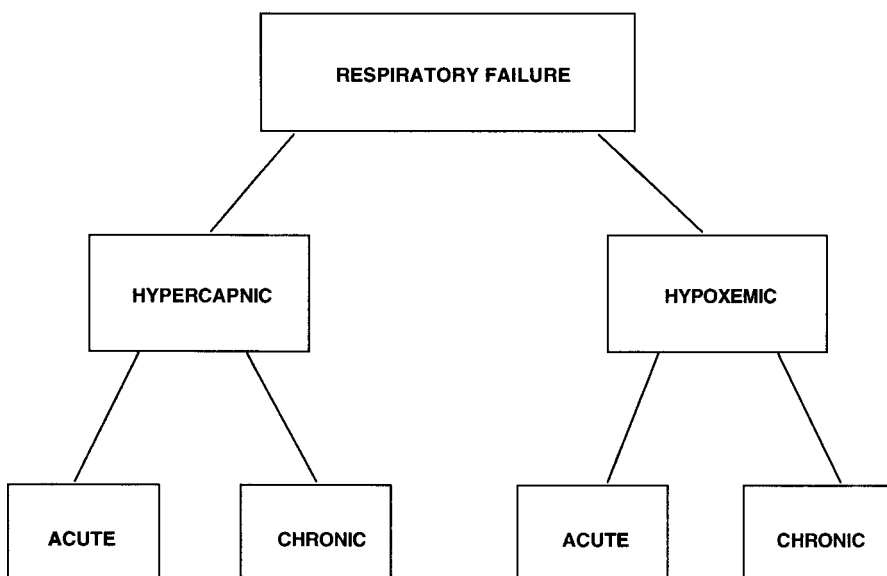 RESPIRATORY FAILURE
HYPERCAPNIC
HYPOXEMIC
ACUTE
CHRONIC
ACUTE
CHRONIC